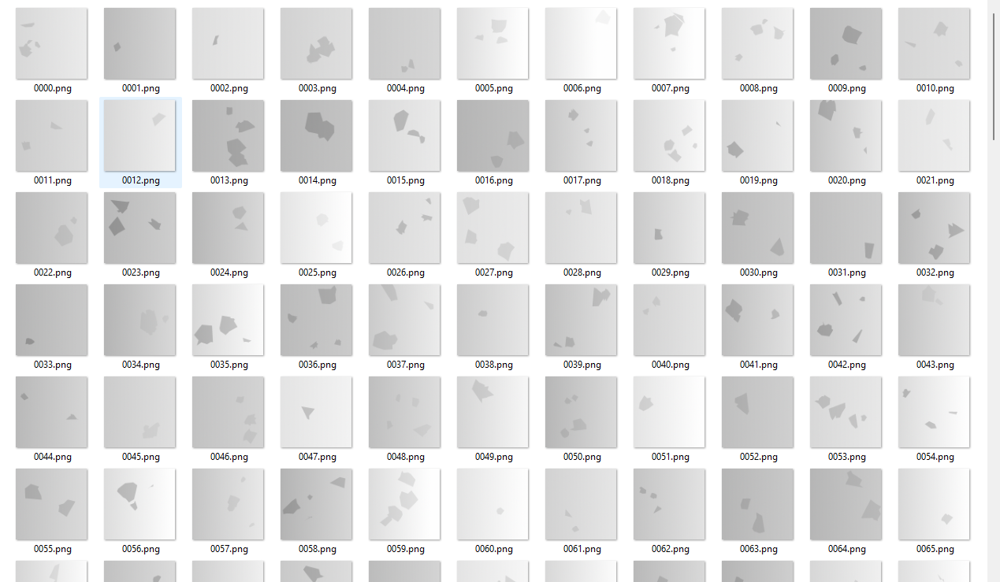 0000.png 0001.png 0002.png 0003.png 0004.png 0005.png 0006.png 0007.png 0008.png 0009.png 0010.png
0011.png 0012.png 0013.png 0014.png 0015.png 0016.png 0017.png 0018.png 0019.png 0020.png 0021.png
0022.png 0023.png 0024.png 0025.png 0026.png 0027.png 0028.png 0029.png 0030.png 0031.png 0032.png
0033.png 0034.png 0035.png 0036.png 0037.png 0038.png 0039.png 0040.png 0041.png 0042.png 0043.png
0044.png 0045.png 0046.png 0047.png 0048.png 0049.png 0050.png 0051.png 0052.png 0053.png 0054.png
0055.png 0056.png 0057.png 0058.png 0059.png 0060.png 0061.png 0062.png 0063.png 0064.png 0065.png